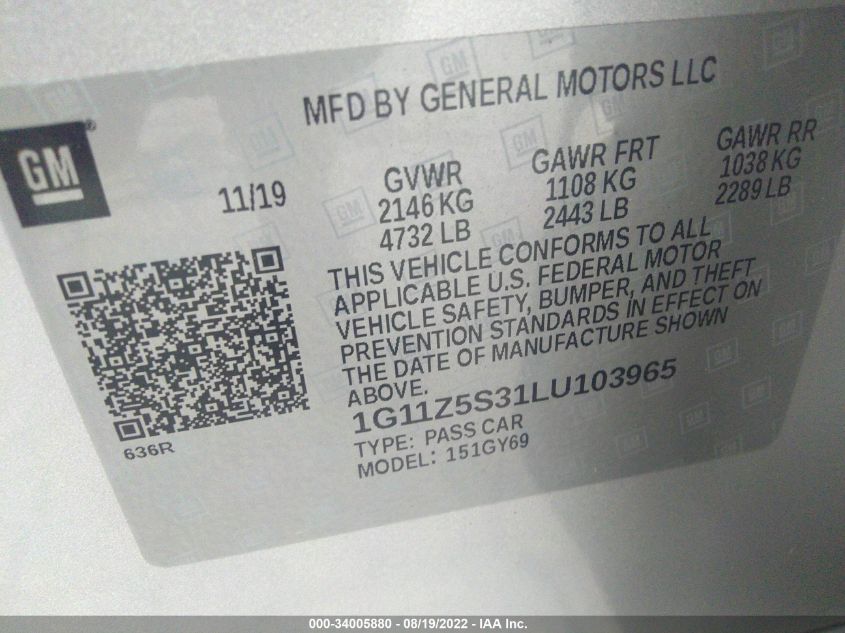 MFD BY GENERAL MOTORS LLC
GM
11/19
GVWR
2146 KG
4732 LB
GAWR FRT
1108 KG
2443 LB
GAWR RR
1038 KG
2289 LB
THIS VEHICLE CONFORMS TO ALL
APPLICABLE U.S. FEDERAL MOTOR
VEHICLE SAFETY, BUMPER, AND THEFT
PREVENTION STANDARDS IN EFFECT ON
THE DATE OF MANUFACTURE SHOWN
ABOVE.
1G11Z5S31LU103965
TYPE: PASS CAR
MODEL: 151GY69
636R
000-34005880 - 08/19/2022 - IAA Inc.